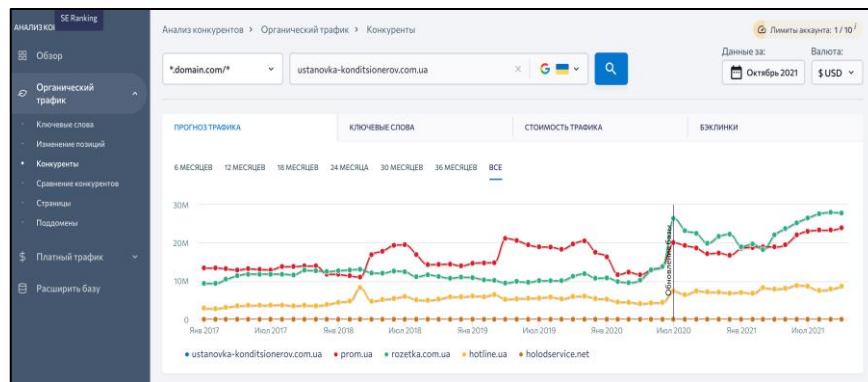 SE Ranking
АНАЛИЗ КОН
Анализ конкурентов > Органический трафик > Конкуренты
Лимиты аккаунта: 1 / 10
Обзор
Органический трафик
Ключевые слова
Изменение позиций
Конкуренты
Сравнение конкурентов
Страницы
Поддомены
Платный трафик
Расширить базу
*.domain.com/*
ustanovka-konditsionerov.com.ua
Данные за:
Октябрь 2021
Валюта:
$ USD
ПРОГНОЗ ТРАФИКА
КЛЮЧЕВЫЕ СЛОВА
СТОИМОСТЬ ТРАФИКА
БЭКЛИНКИ
6 МЕСЯЦЕВ 12 МЕСЯЦЕВ 18 МЕСЯЦЕВ 24 МЕСЯЦА 30 МЕСЯЦЕВ 36 МЕСЯЦЕВ ВСЕ
30M
20M
10M
0
Обновление базы
Янв 2017 Июл 2017 Янв 2018 Июл 2018 Янв 2019 Июл 2019 Янв 2020 Июл 2020 Янв 2021 Июл 2021
ustanovka-konditsionerov.com.ua prom.ua rozetka.com.ua hotline.ua holodservice.net